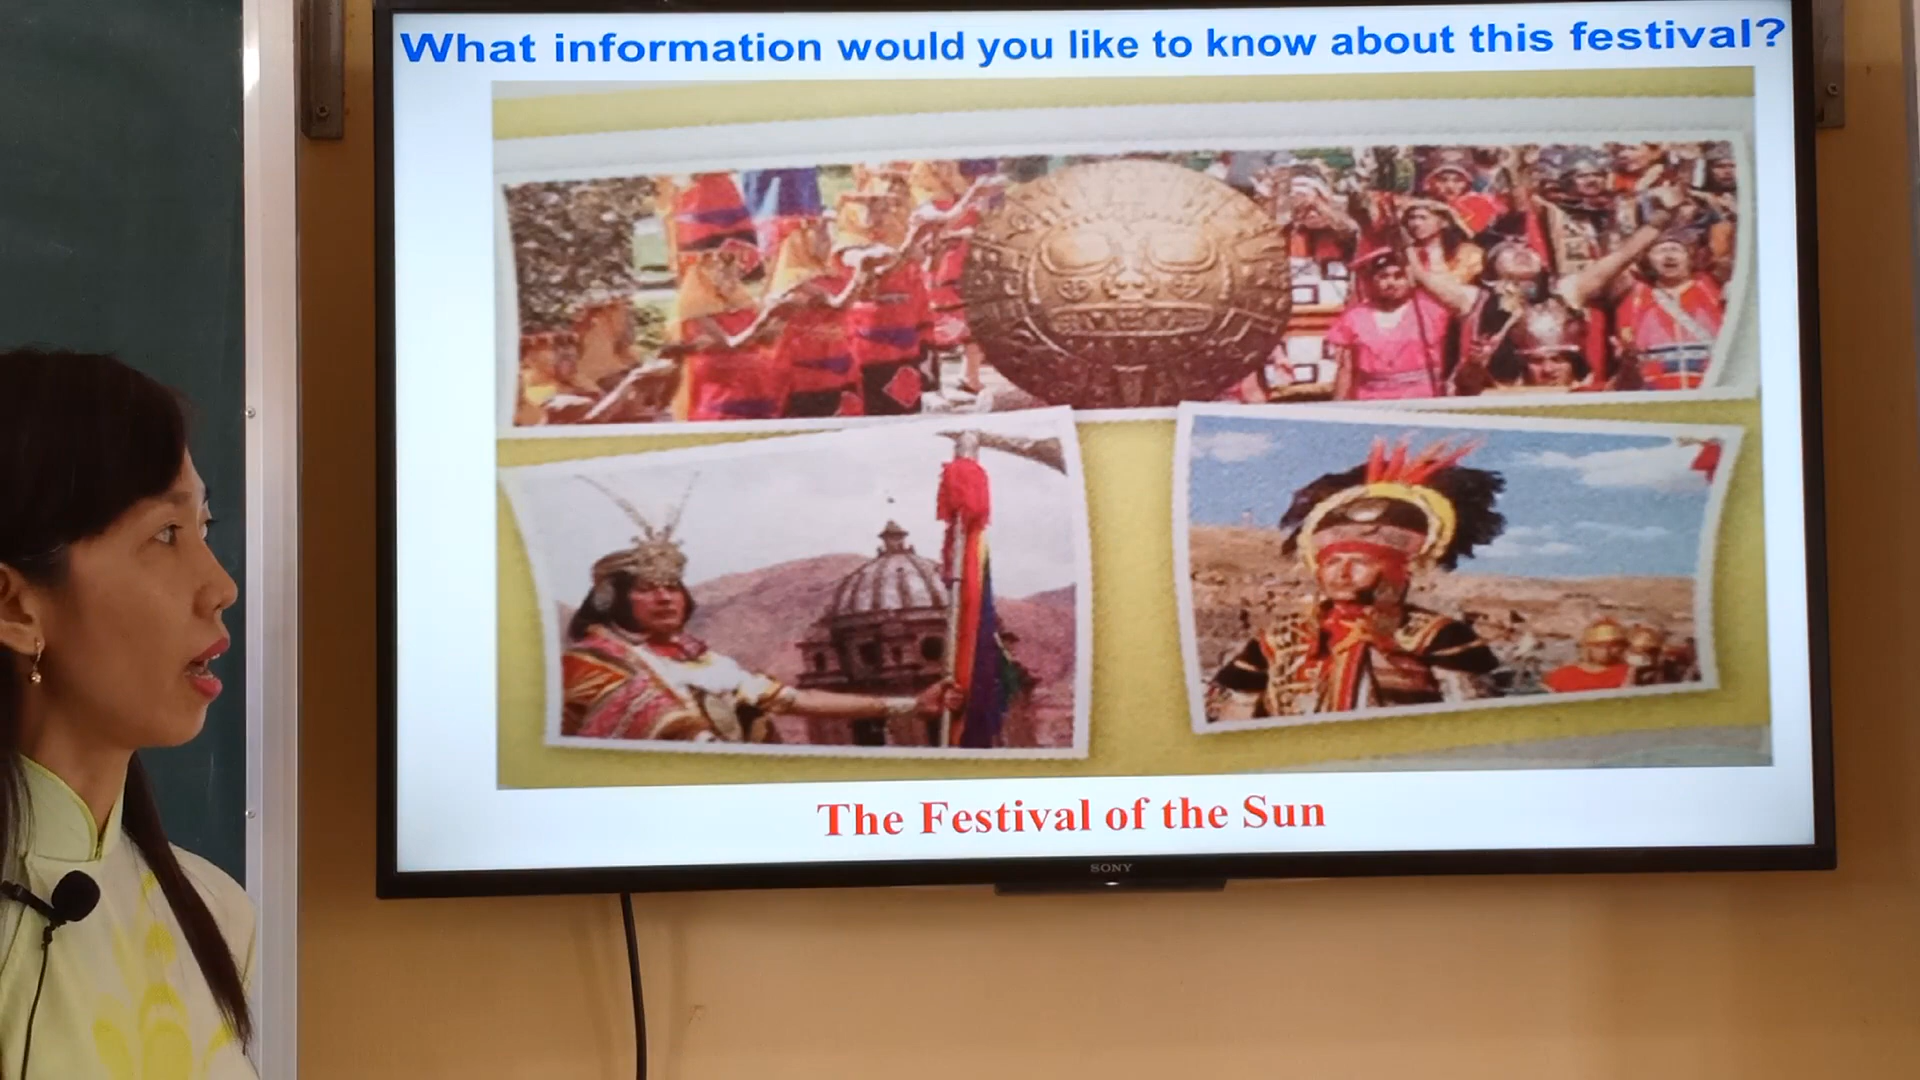 What information would you like to know about this festival?
The Festival of the Sun
SONY